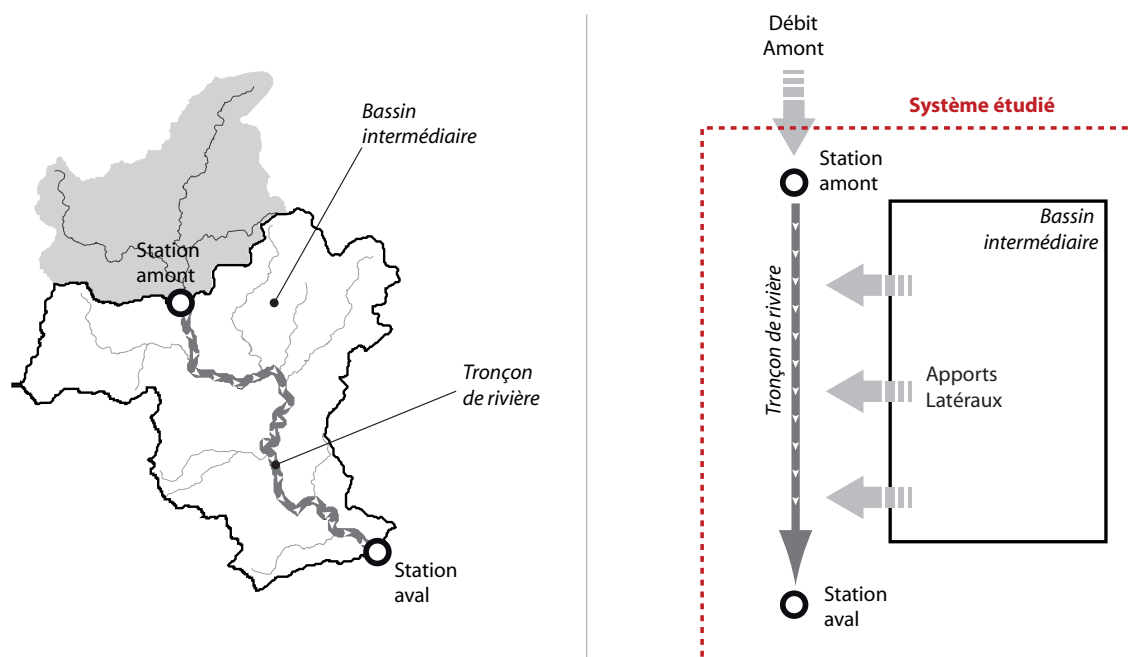 Bassin
intermédiaire
Station
amont
Tronçon
de rivière
Station
aval
Débit
Amont
Système étudié
Station
amont
Bassin
intermédiaire
Tronçon de rivière
Apports
Latéraux
Station
aval